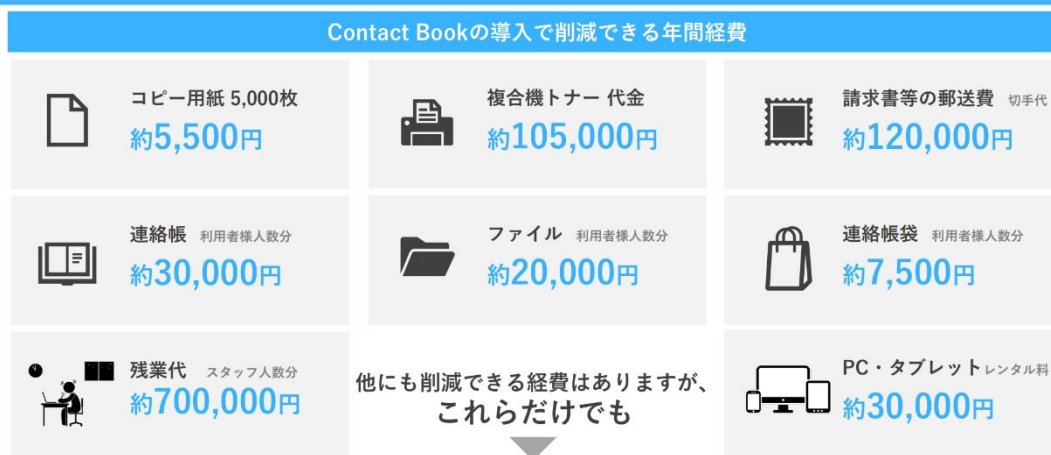 Contact Bookの導入で削減できる年間経費
コピー用紙 5,000枚
約5,500円
複合機トナー 代金
約105,000円
請求書等の郵送費 切手代
約120,000円
連絡帳 利用者様人数分
約30,000円
ファイル 利用者様人数分
約20,000円
連絡帳袋 利用者様人数分
約7,500円
残業代 スタッフ人数分
約700,000円
他にも削減できる経費はありますが、
これらだけでも
PC・タブレットレンタル料
約30,000円